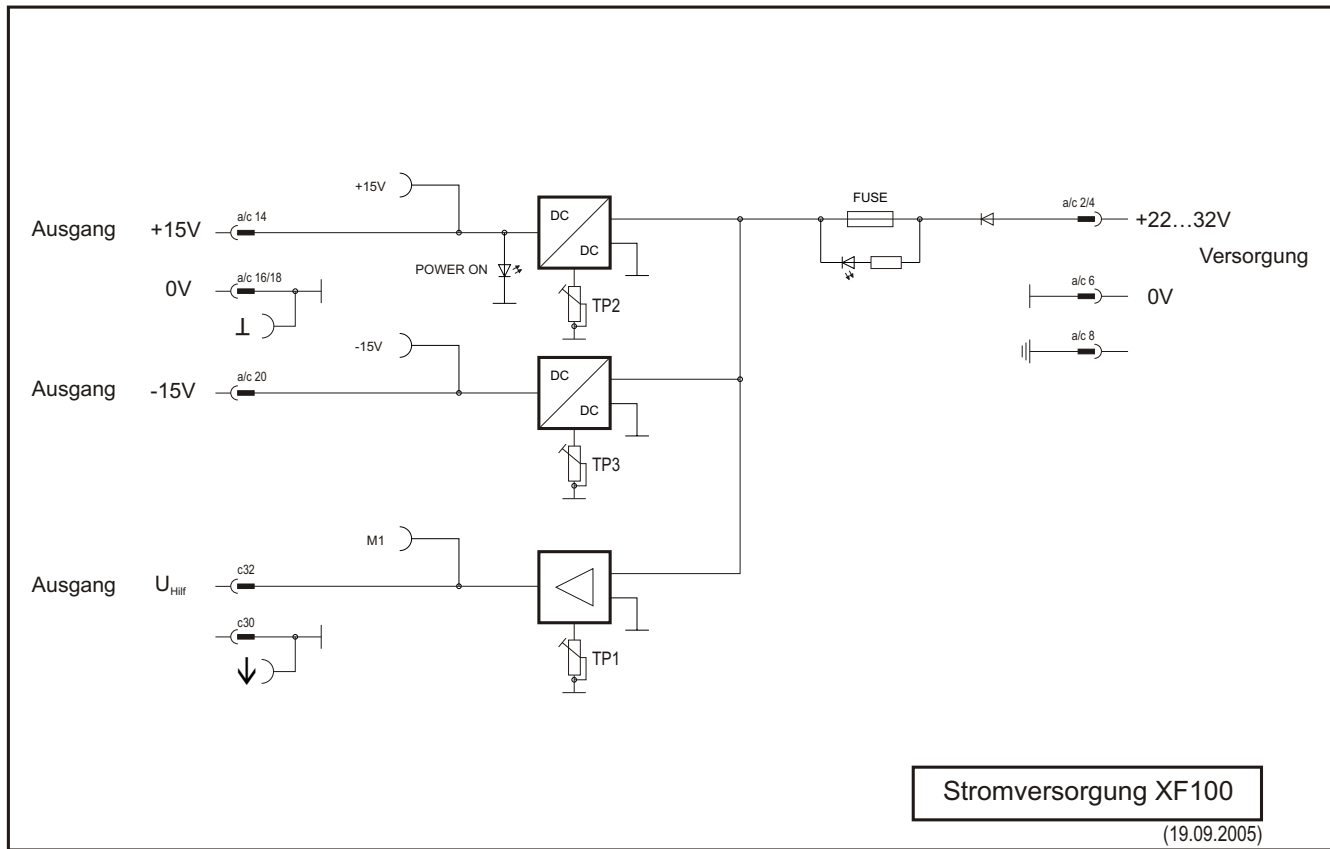 +15V
FUSE
a/c 14
a/c 2/4
Ausgang +15V
DC
DC
+22...32V
Versorgung
POWER ON
a/c 16/18
0V
TP2
a/c 6
0V
⊥
-15V
a/c 8
a/c 20
Ausgang -15V
DC
DC
TP3
M1
c32
Ausgang U Hilf
c30
TP1
Stromversorgung XF100
(19.09.2005)